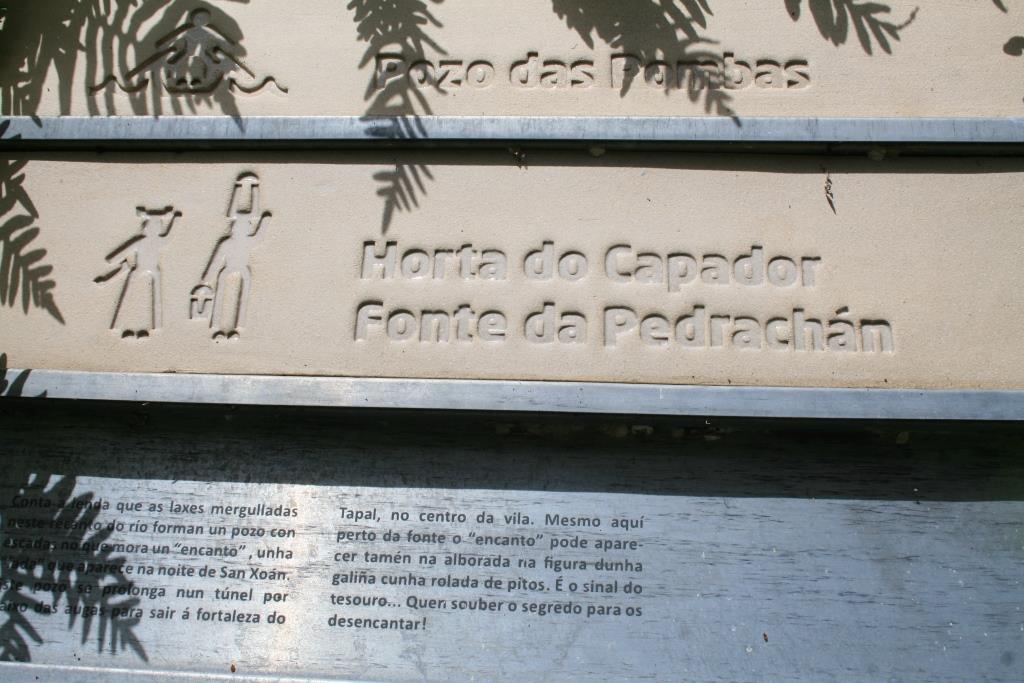 Pozo das Pombas
Horta do Capador
Fonte da Pedrachán
Conta a lenda que as laxes mergulladas
neste recanto do río forman un pozo con
escadas no que mora un “encanto”, unha
“fada” que aparece na noite de San Xoán.
pozo se prolonga nun túnel por
baixo das augas para sair á fortaleza do
Tapal, no centro da vila. Mesmo aquí
perto da fonte o “encanto” pode apare-
cer tamén na alborada na figura dunha
galiña cunha rolada de pitos. É o sinal do
tesouro... Quen souber o segredo para os
desencantar!